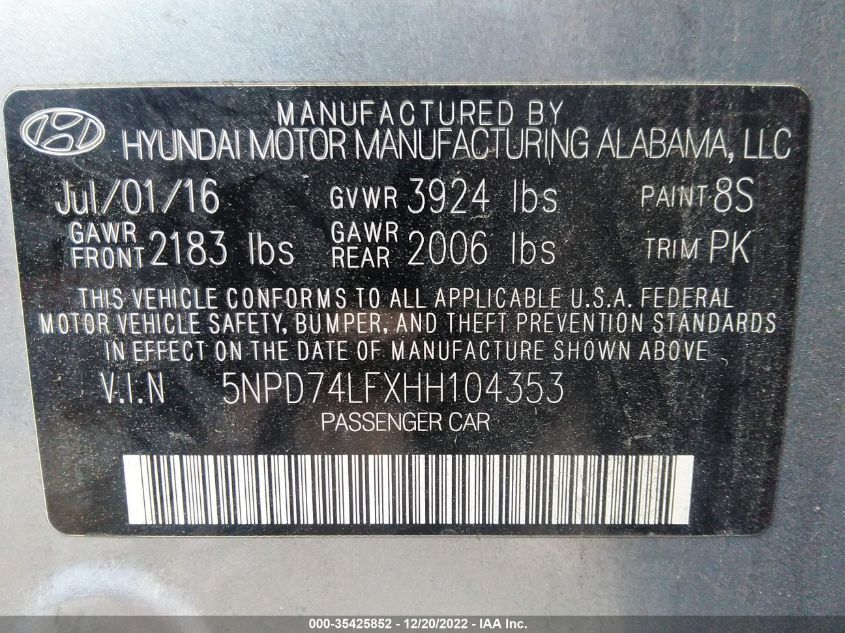 MANUFACTURED BY
HYUNDAI MOTOR MANUFACTURING ALABAMA, LLC
Jul/01/16 GVWR 3924 lbs PAINT 8S
GAWR FRONT 2183 lbs GAWR REAR 2006 lbs TRIM PK
THIS VEHICLE CONFORMS TO ALL APPLICABLE U.S.A. FEDERAL
MOTOR VEHICLE SAFETY, BUMPER, AND THEFT PREVENTION STANDARDS
IN EFFECT ON THE DATE OF MANUFACTURE SHOWN ABOVE.
V.I.N 5NPD74LFXHH104353
PASSENGER CAR
000-35425852 - 12/20/2022 - IAA Inc.